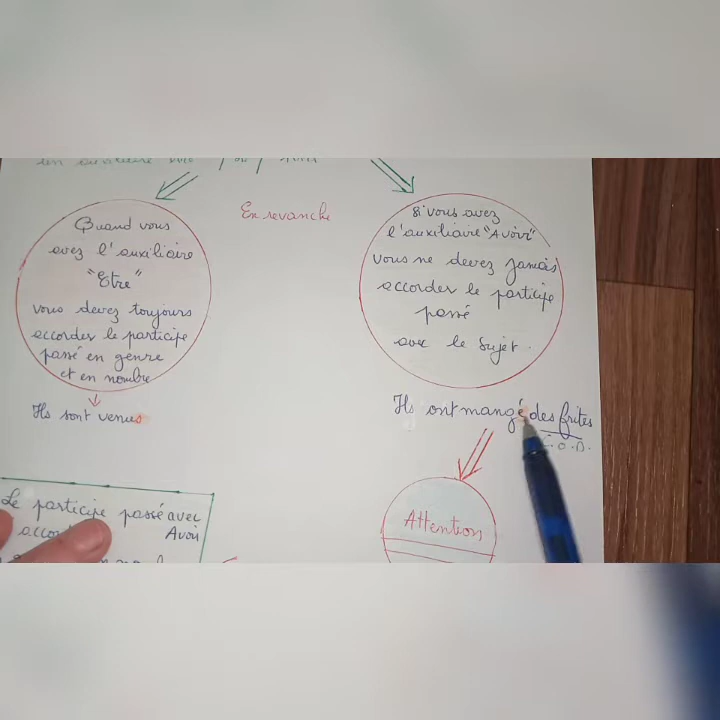 un auxiliaire
En revanche
Quand vous
avez l'auxiliaire
"Etre"
vous devez toujours
accorder le participe
passé en genre
et en nombre
Ils sont venus
Si vous avez
l'auxiliaire "Avoir"
vous ne devez jamais
accorder le participe
passé
avec le Sujet.
Ils ont mangé des frites
C.O.D.
Attention
Le participe passé avec
Avoir